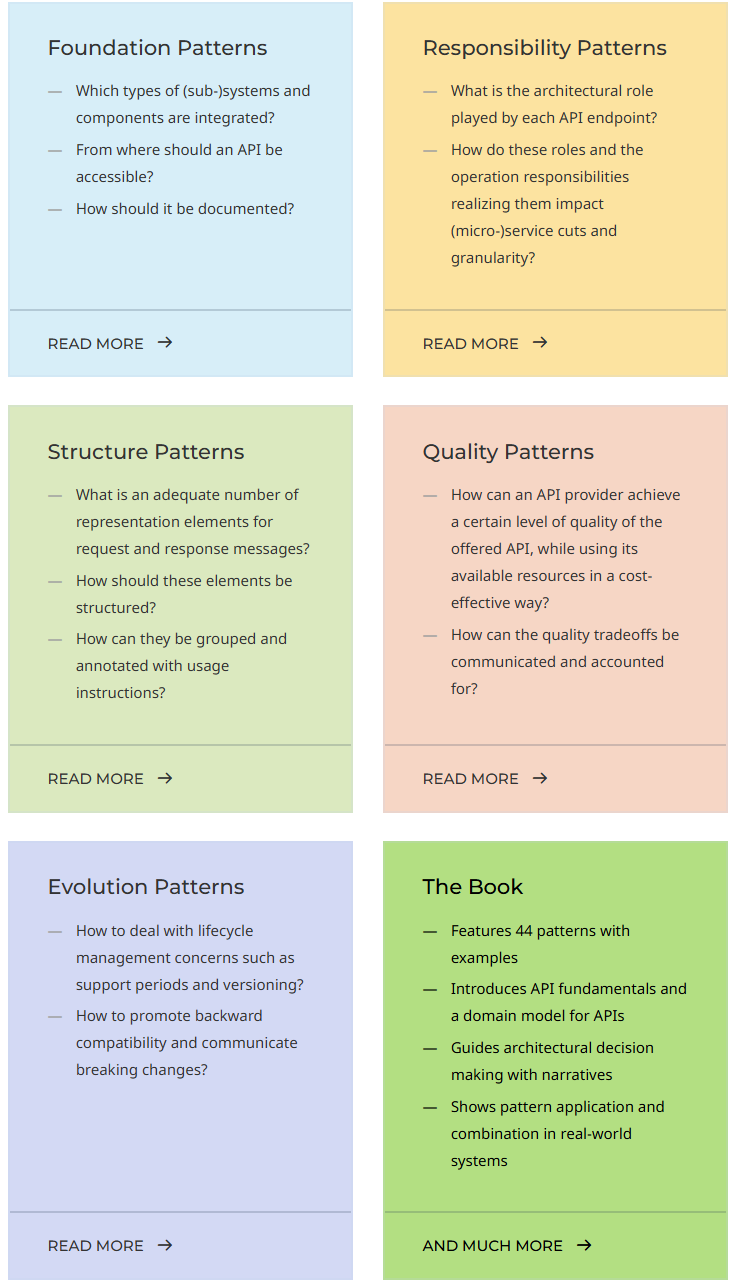 Foundation Patterns
— Which types of (sub-)systems and
components are integrated?
— From where should an API be
accessible?
— How should it be documented?
READ MORE →
Responsibility Patterns
— What is the architectural role
played by each API endpoint?
— How do these roles and the
operation responsibilities
realizing them impact
(micro-)service cuts and
granularity?
READ MORE →
Structure Patterns
— What is an adequate number of
representation elements for
request and response messages?
— How should these elements be
structured?
— How can they be grouped and
annotated with usage
instructions?
READ MORE →
Quality Patterns
— How can an API provider achieve
a certain level of quality of the
offered API, while using its
available resources in a cost-
effective way?
— How can the quality tradeoffs be
communicated and accounted
for?
READ MORE →
Evolution Patterns
— How to deal with lifecycle
management concerns such as
support periods and versioning?
— How to promote backward
compatibility and communicate
breaking changes?
READ MORE →
The Book
— Features 44 patterns with
examples
— Introduces API fundamentals and
a domain model for APIs
— Guides architectural decision
making with narratives
— Shows pattern application and
combination in real-world
systems
AND MUCH MORE →